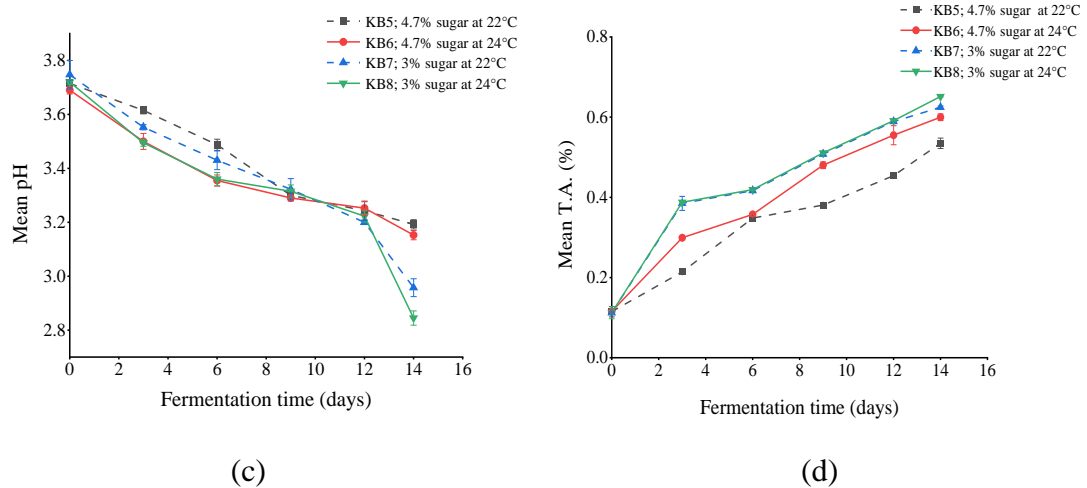 KB5; 4.7% sugar at 22°C
KB6; 4.7% sugar at 24°C
KB7; 3% sugar at 22°C
KB8; 3% sugar at 24°C
3.8
3.6
3.4
3.2
3.0
2.8
Mean pH
0 2 4 6 8 10 12 14 16
Fermentation time (days)
(c)
KB5; 4.7% sugar at 22°C
KB6; 4.7% sugar at 24°C
KB7; 3% sugar at 22°C
KB8; 3% sugar at 24°C
0.8
0.6
0.4
0.2
0.0
Mean T.A. (%)
0 2 4 6 8 10 12 14 16
Fermentation time (days)
(d)